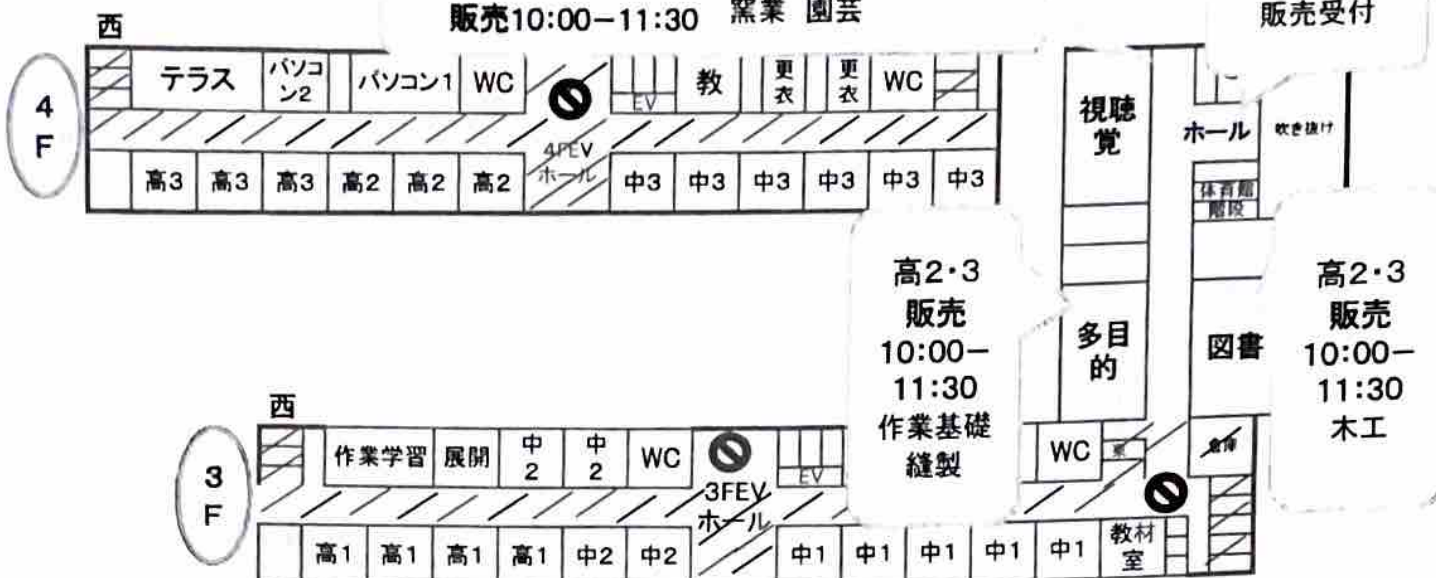 販売10:00-11:30 窯業 園芸
販売受付
西
4
F
テラス
パソコ
ン2
パソコン1
WC
EV
教
更
衣
更
衣
WC
4FEV
ホール
高3
高3
高3
高2
高2
高2
中3
中3
中3
中3
中3
中3
視聴
覚
ホール
吹き抜け
体育館
階段
高2・3
販売
10:00-
11:30
作業基礎
縫製
多目
的
図書
高2・3
販売
10:00-
11:30
木工
西
3
F
作業学習
展開
中
2
中
2
WC
EV
WC
倉庫
3FEV
ホール
高1
高1
高1
高1
中2
中2
中1
中1
中1
中1
中1
教材
室